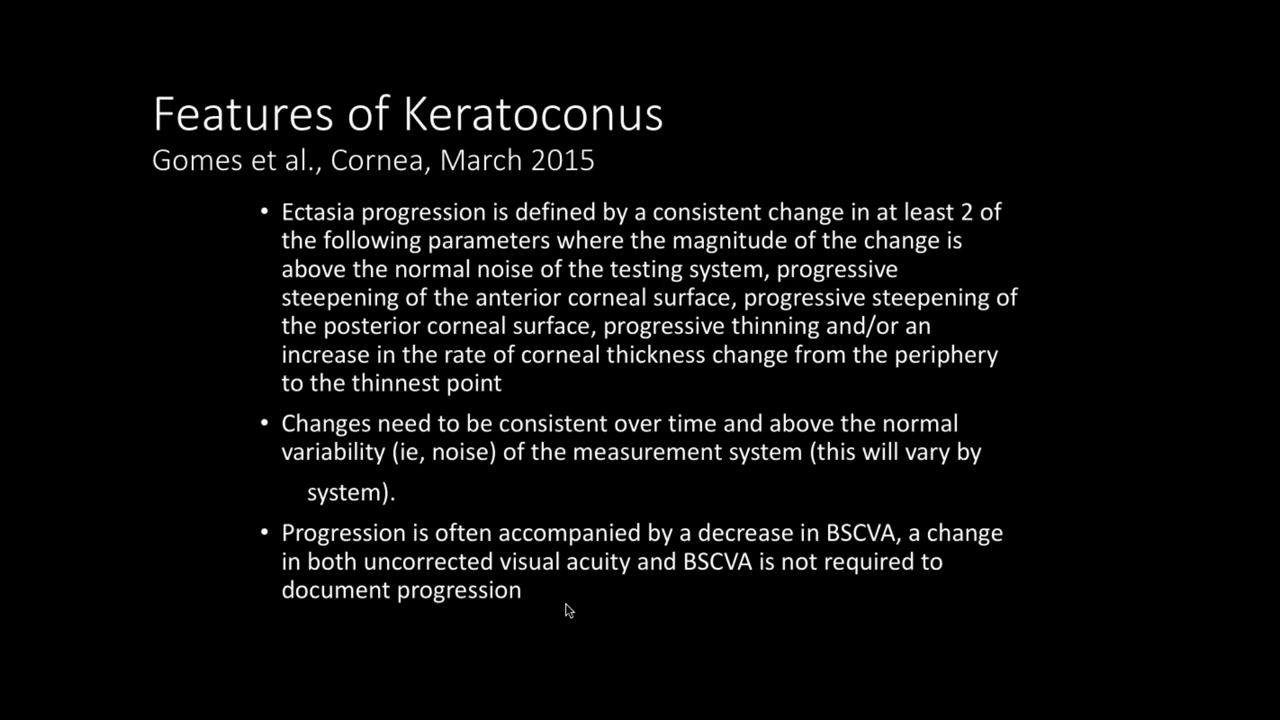 Features of Keratoconus
Gomes et al., Cornea, March 2015
• Ectasia progression is defined by a consistent change in at least 2 of
the following parameters where the magnitude of the change is
above the normal noise of the testing system, progressive
steepening of the anterior corneal surface, progressive steepening of
the posterior corneal surface, progressive thinning and/or an
increase in the rate of corneal thickness change from the periphery
to the thinnest point
• Changes need to be consistent over time and above the normal
variability (ie, noise) of the measurement system (this will vary by
system).
• Progression is often accompanied by a decrease in BSCVA, a change
in both uncorrected visual acuity and BSCVA is not required to
document progression